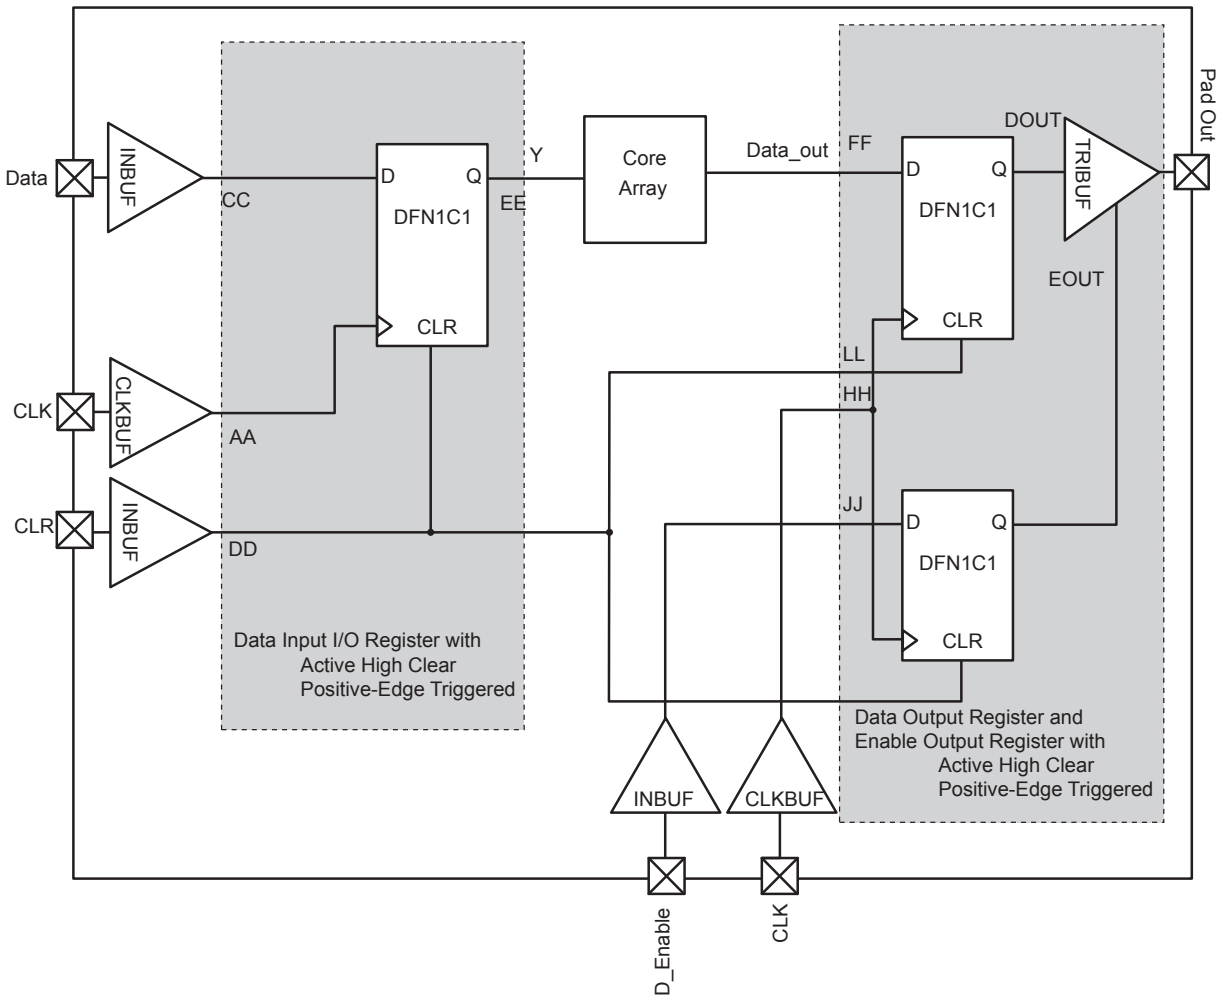 Pad Out
DOUT
Data
INBUF
CC
D
Q
DFN1C1
CLR
Y
EE
Core
Array
Data_out
FF
D
Q
DFN1C1
CLR
TRIBUF
EOUT
LL
HH
CLK
CLKBUF
AA
CLR
INBUF
DD
JJ
D
Q
DFN1C1
CLR
Data Input I/O Register with
Active High Clear
Positive-Edge Triggered
Data Output Register and
Enable Output Register with
Active High Clear
Positive-Edge Triggered
INBUF
CLKBUF
D_Enable
CLK